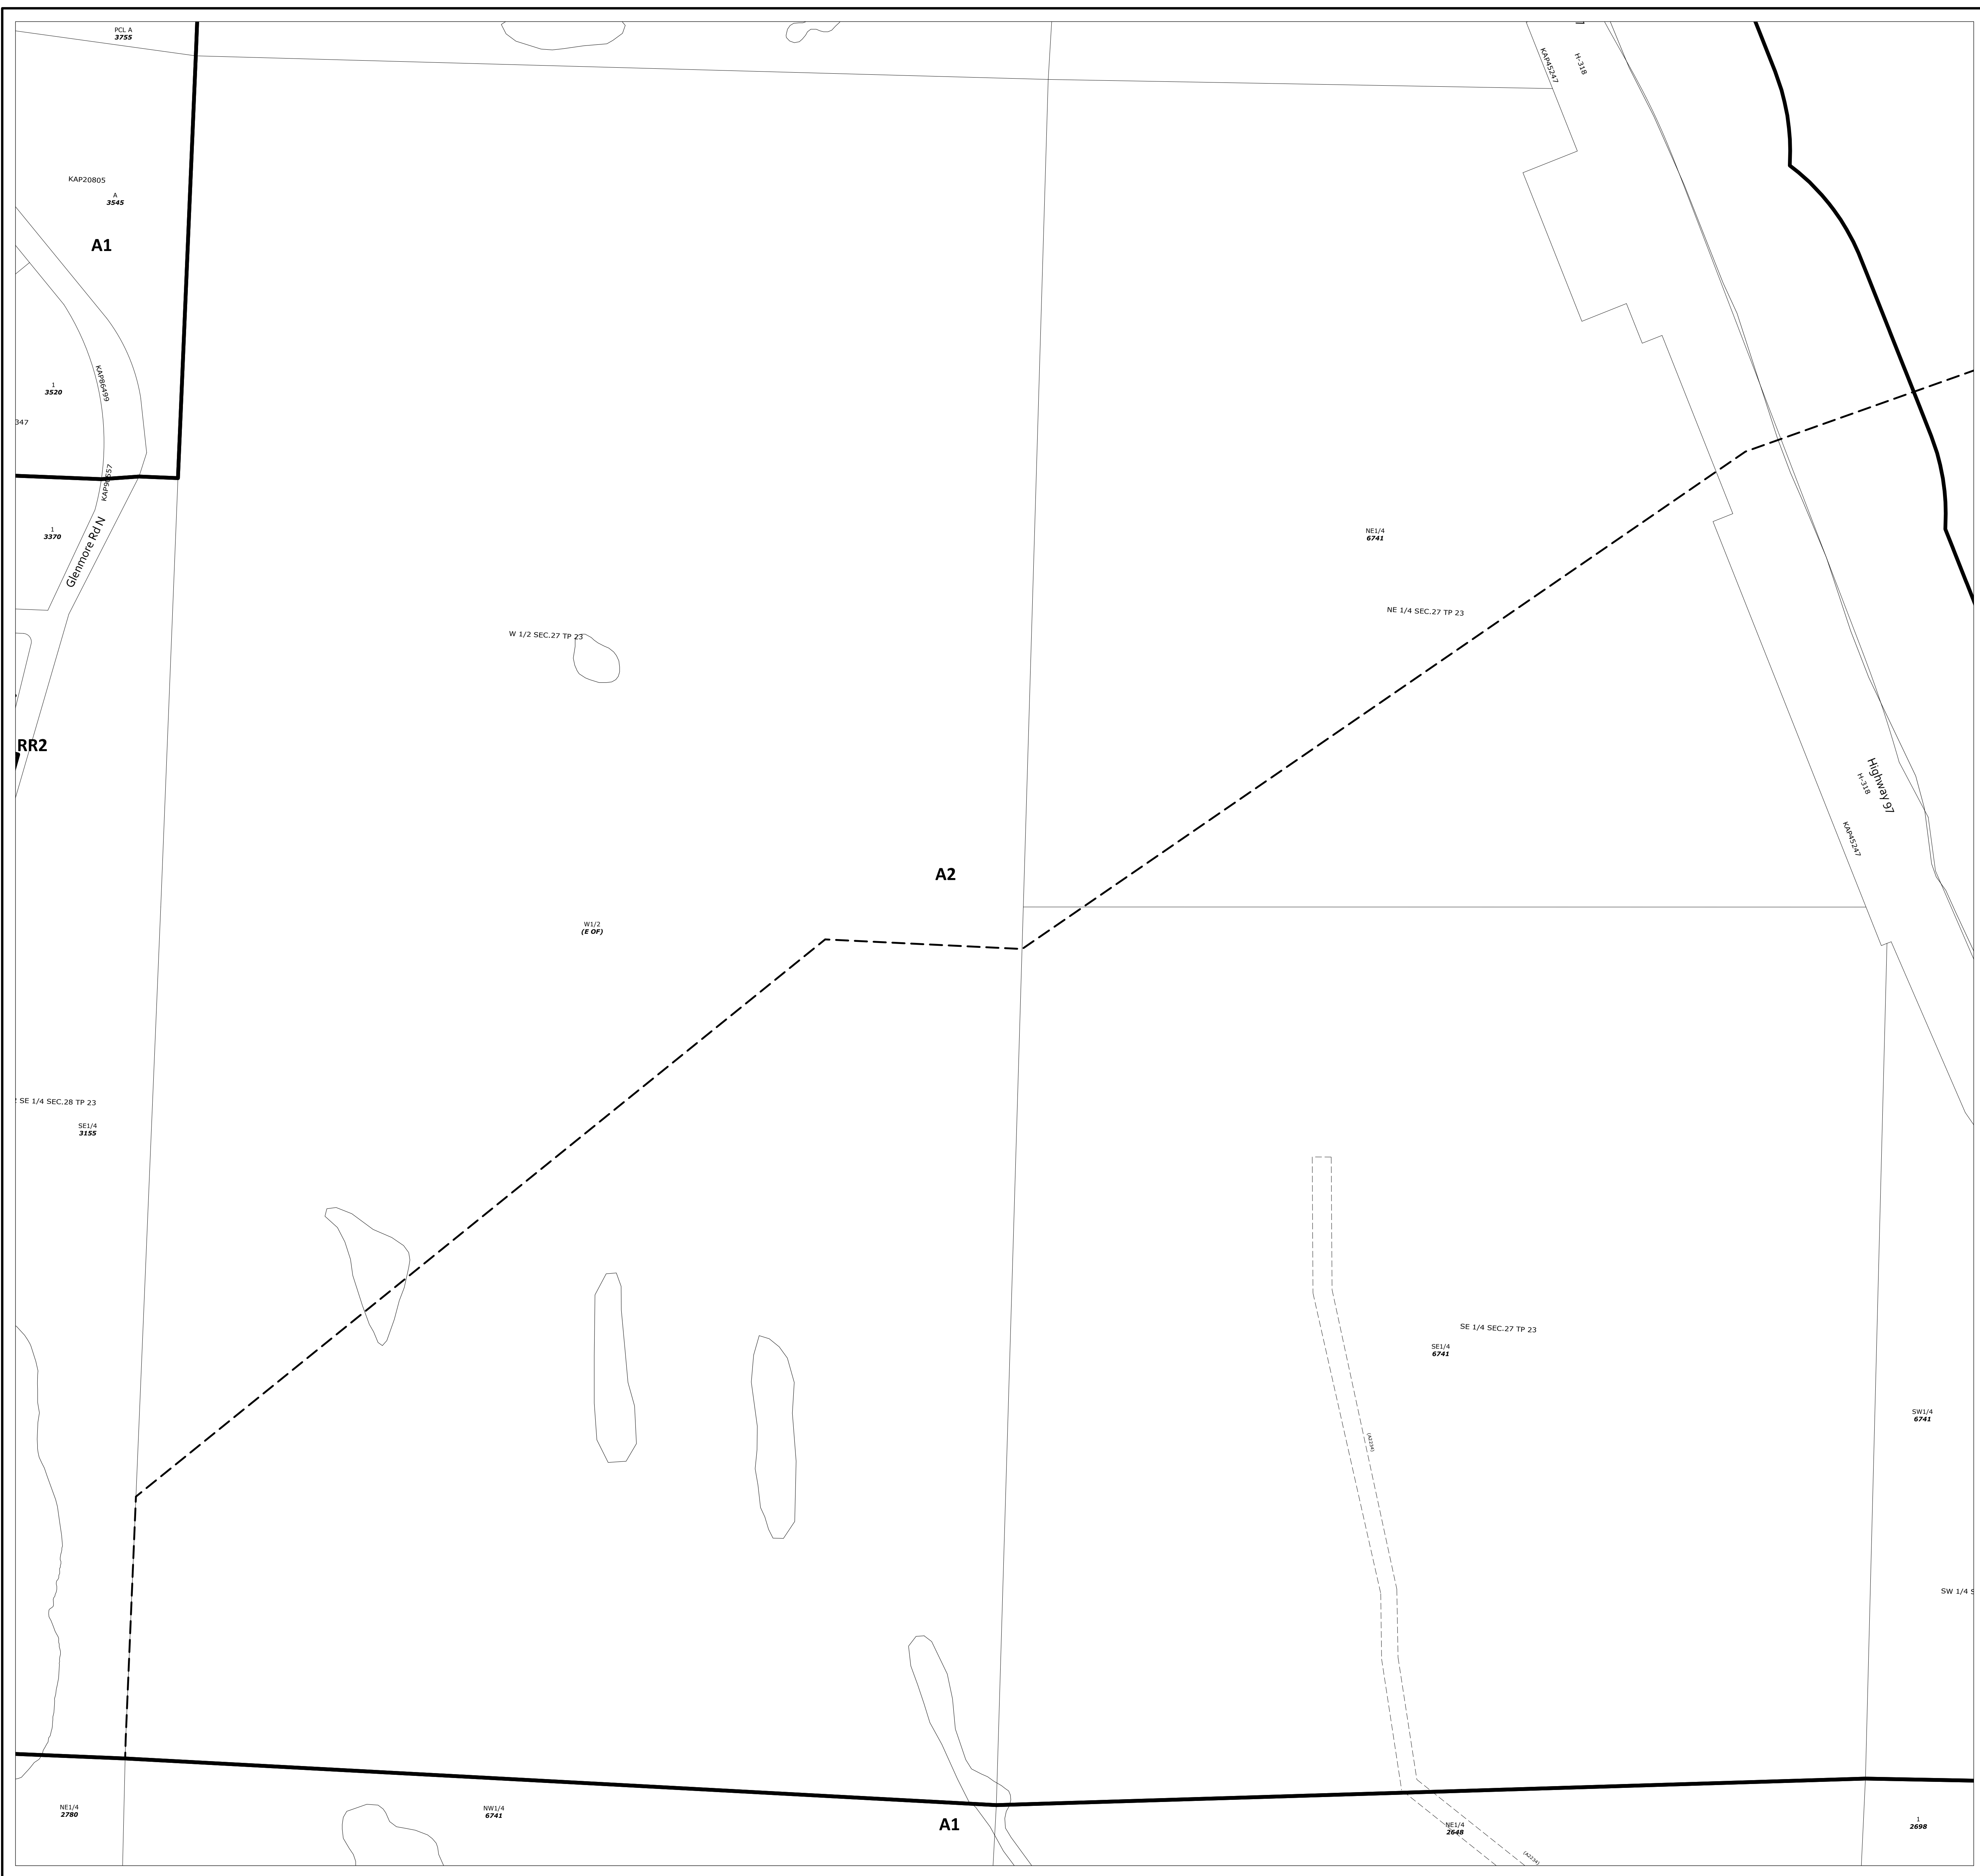 PCL A
3755
KAP45247
H-318
KAP20805
A
3545
A1
1
3520
KAP86499
347
KAP90557
1
3370
Glenmore Rd N
NE1/4
6741
NE 1/4 SEC.27 TP 23
W 1/2 SEC.27 TP 23
RR2
Highway 97
H-318
KAP45247
A2
W1/2
(E OF)
SE 1/4 SEC.28 TP 23
SE1/4
3155
SE 1/4 SEC.27 TP 23
SE1/4
6741
(A2234)
SW1/4
6741
SW 1/4 S
NE1/4
2780
NW1/4
6741
A1
NE1/4
2648
1
2698
(A2234)